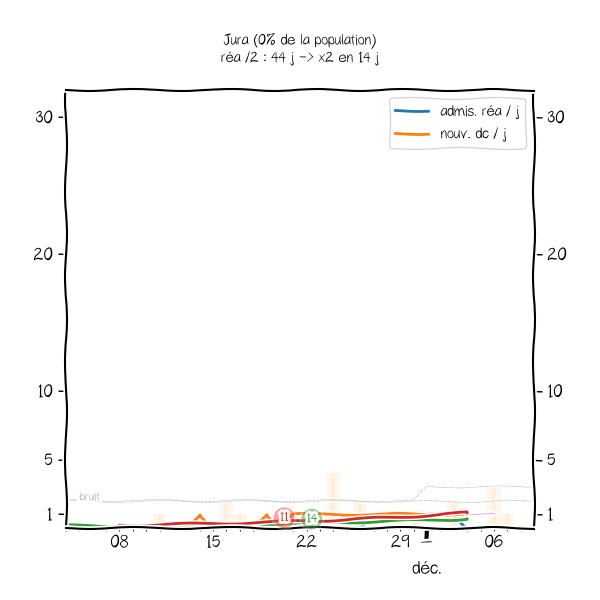 Jura (0% de la population)
réa /2 : 44 j -> x2 en 14 j
admis. réa / j
nouv. dc / j
30 30
20 20
10 10
5 5
bruit
1 11 14 1
08 15 22 29 06
déc.